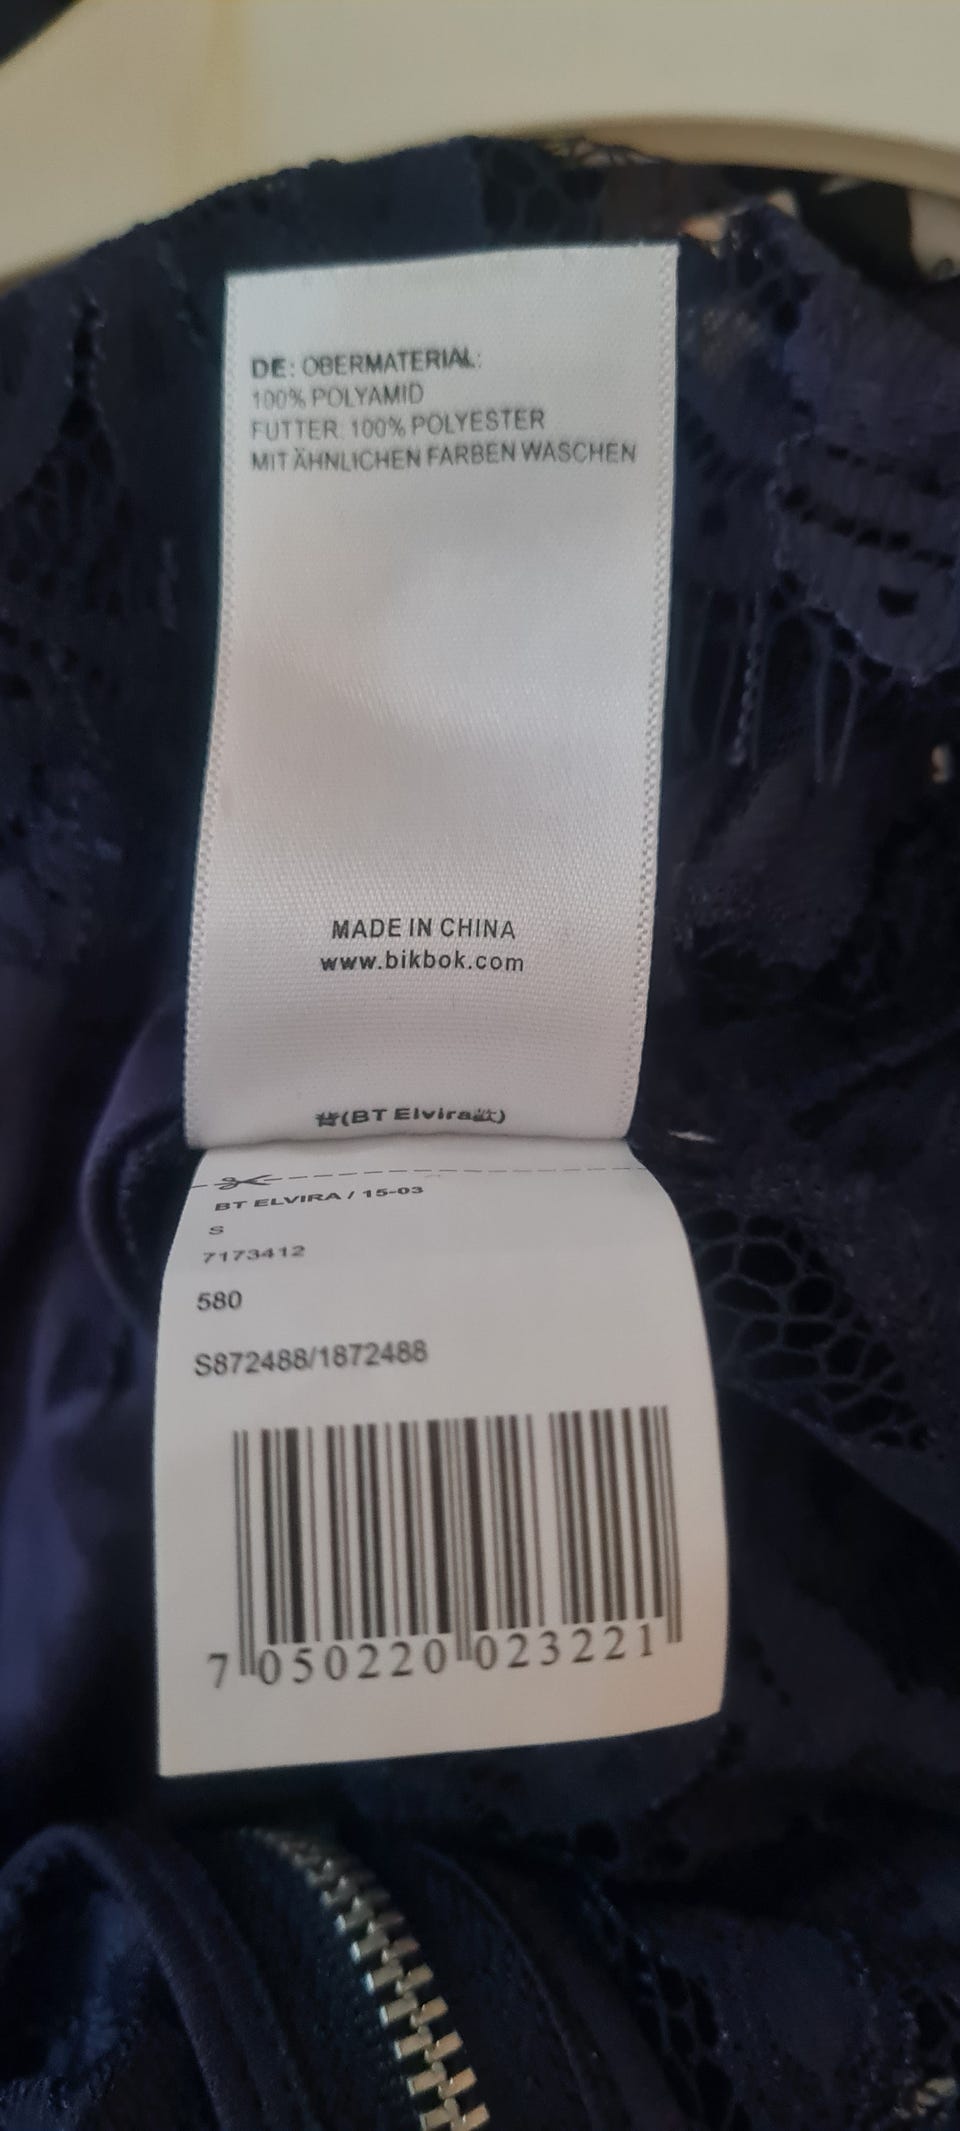 DE: OBERMATERIAL:
100% POLYAMID
FUTTER: 100% POLYESTER
MIT ÄHNLICHEN FARBEN WASCHEN
MADE IN CHINA
www.bikbok.com
(BT Elvira
BT ELVIRA / 15-03
S
7173412
580
S872488/1872488
7 050220 023221